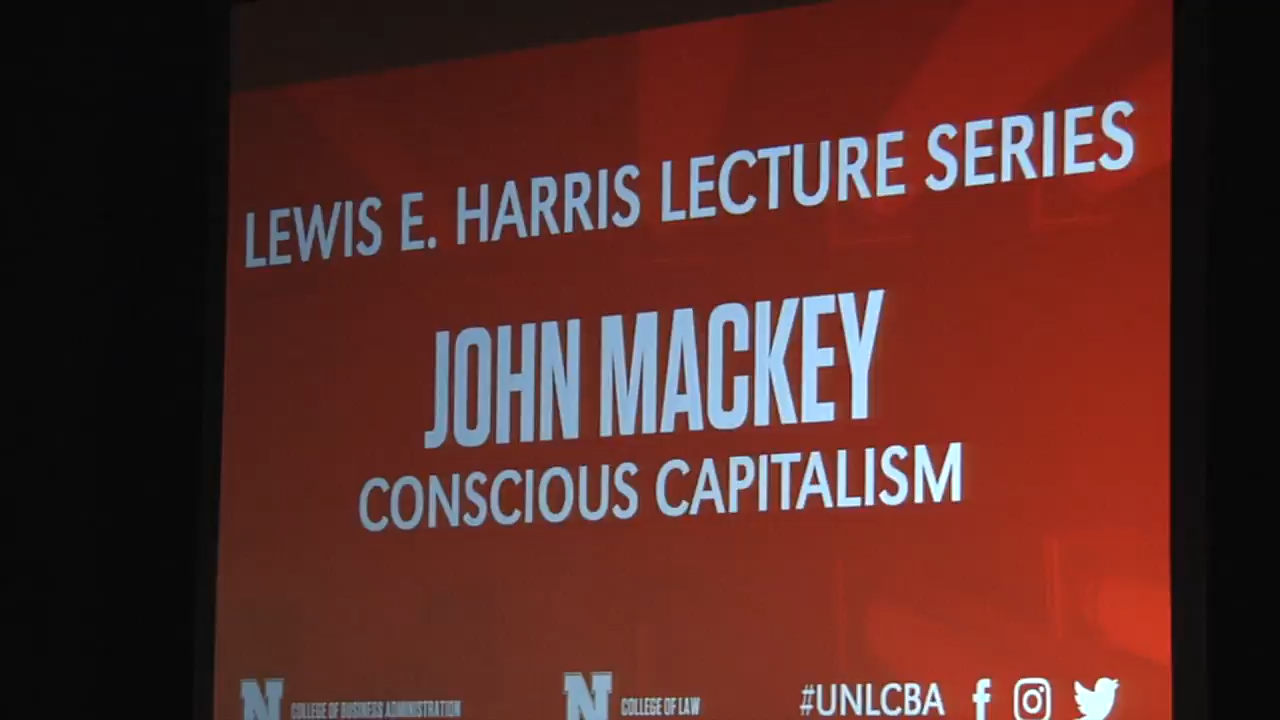 LEWIS E. HARRIS LECTURE SERIES
JOHN MACKEY
CONSCIOUS CAPITALISM
N COLLEGE OF BUSINESS ADMINISTRATION
N COLLEGE OF LAW
#UNLCBA